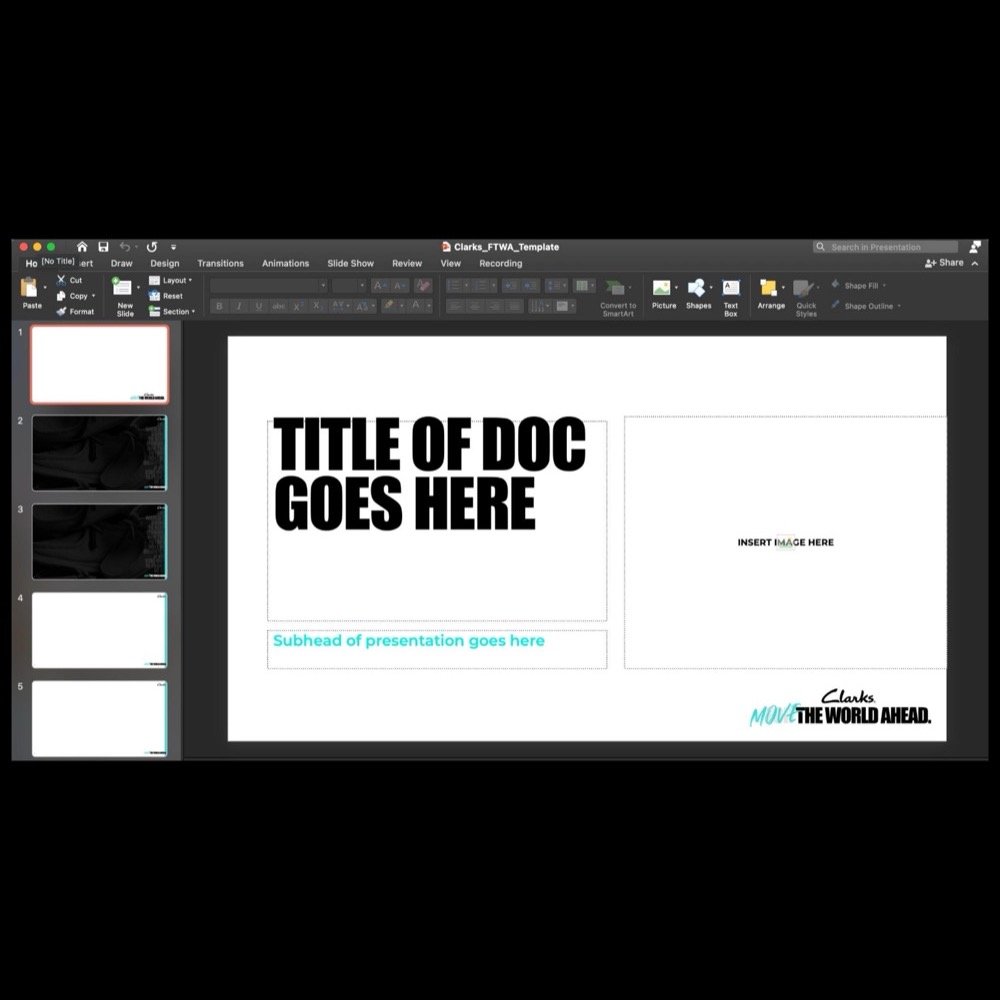 Clarks_FTWA_Template
Search in Presentation
Ho [No Title] ert Draw Design Transitions Animations Slide Show Review View Recording
Share
Paste
Cut
Copy
Format
New
Slide
Layout
Reset
Section
B I U abc X X AV
Convert to
SmartArt
Picture
Shapes
Text
Box
Arrange
Quick
Styles
Shape Fill
Shape Outline
1
2
3
4
5
TITLE OF DOC
GOES HERE
Subhead of presentation goes here
INSERT IMAGE HERE
Clarks
MOVE THE WORLD AHEAD.